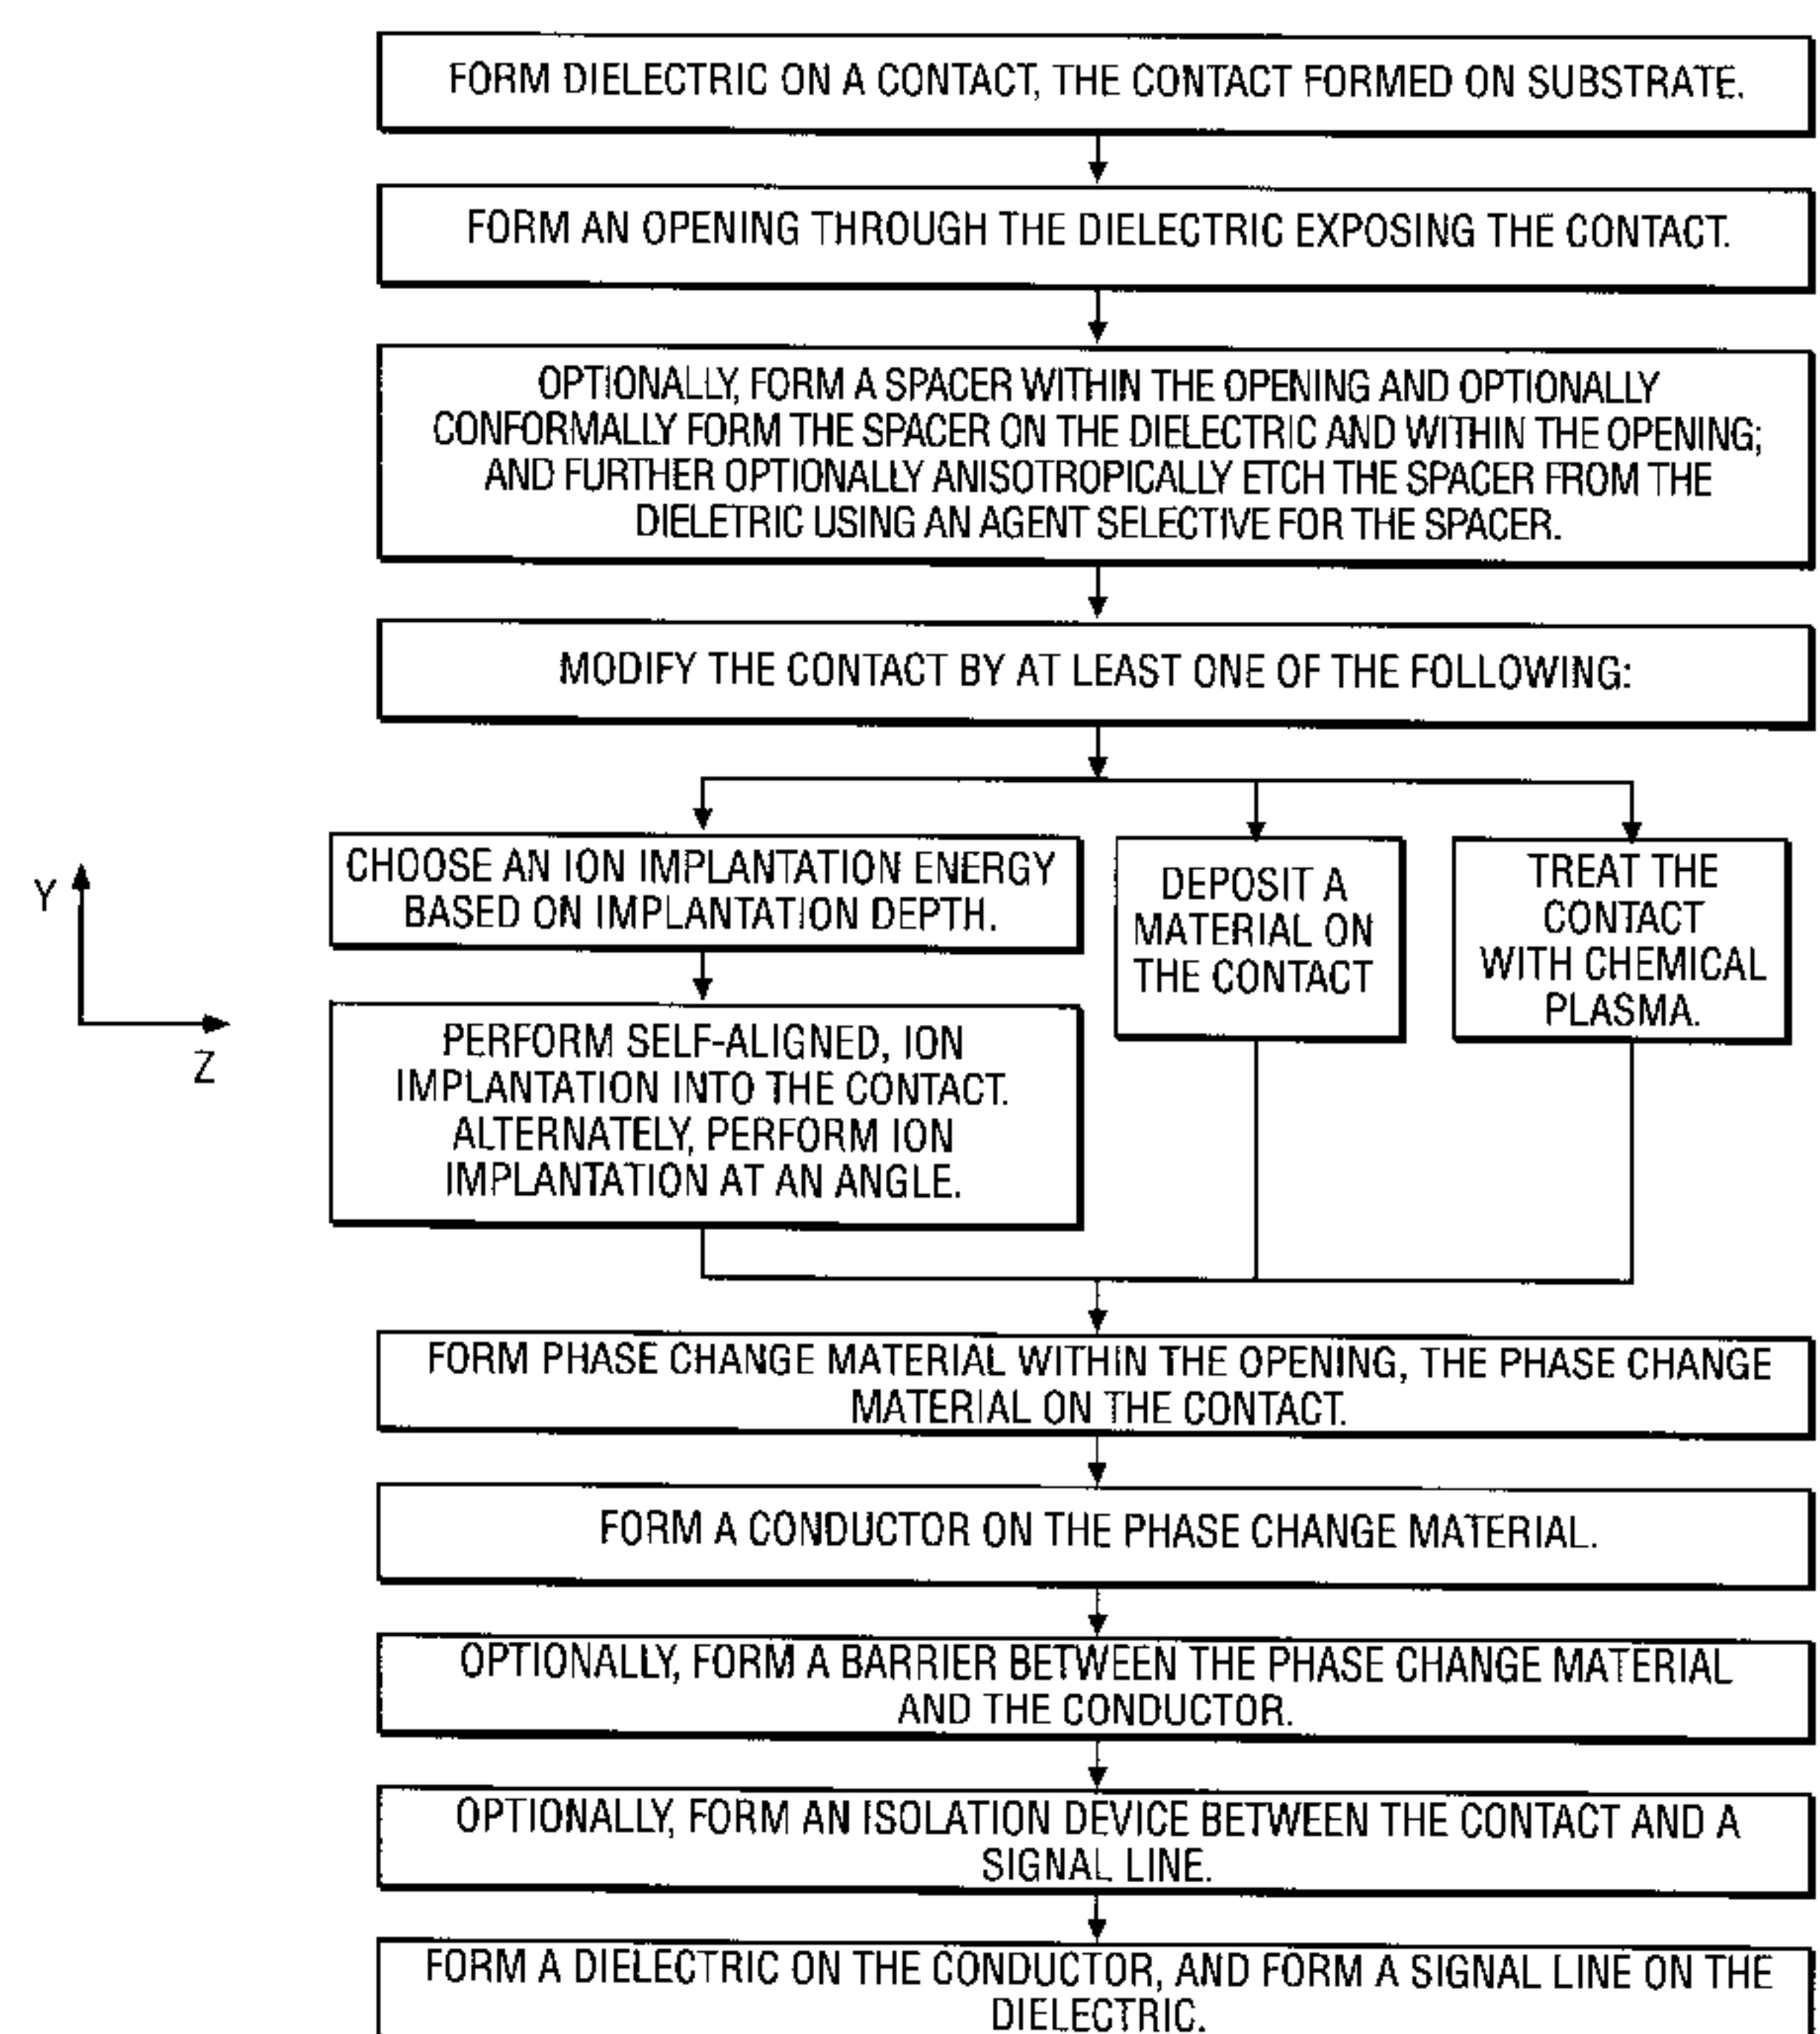 FORM DIELECTRIC ON A CONTACT, THE CONTACT FORMED ON SUBSTRATE.
FORM AN OPENING THROUGH THE DIELECTRIC EXPOSING THE CONTACT.
OPTIONALLY, FORM A SPACER WITHIN THE OPENING AND OPTIONALLY
CONFORMALLY FORM THE SPACER ON THE DIELECTRIC AND WITHIN THE OPENING;
AND FURTHER OPTIONALLY ANISOTROPICALLY ETCH THE SPACER FROM THE
DIELETRIC USING AN AGENT SELECTIVE FOR THE SPACER.
MODIFY THE CONTACT BY AT LEAST ONE OF THE FOLLOWING:
CHOOSE AN ION IMPLANTATION ENERGY
BASED ON IMPLANTATION DEPTH.
PERFORM SELF-ALIGNED, ION
IMPLANTATION INTO THE CONTACT.
ALTERNATELY, PERFORM ION
IMPLANTATION AT AN ANGLE.
DEPOSIT A
MATERIAL ON
THE CONTACT
TREAT THE
CONTACT
WITH CHEMICAL
PLASMA.
Y
Z
FORM PHASE CHANGE MATERIAL WITHIN THE OPENING, THE PHASE CHANGE
MATERIAL ON THE CONTACT.
FORM A CONDUCTOR ON THE PHASE CHANGE MATERIAL.
OPTIONALLY, FORM A BARRIER BETWEEN THE PHASE CHANGE MATERIAL
AND THE CONDUCTOR.
OPTIONALLY, FORM AN ISOLATION DEVICE BETWEEN THE CONTACT AND A
SIGNAL LINE.
FORM A DIELECTRIC ON THE CONDUCTOR, AND FORM A SIGNAL LINE ON THE
DIELECTRIC.